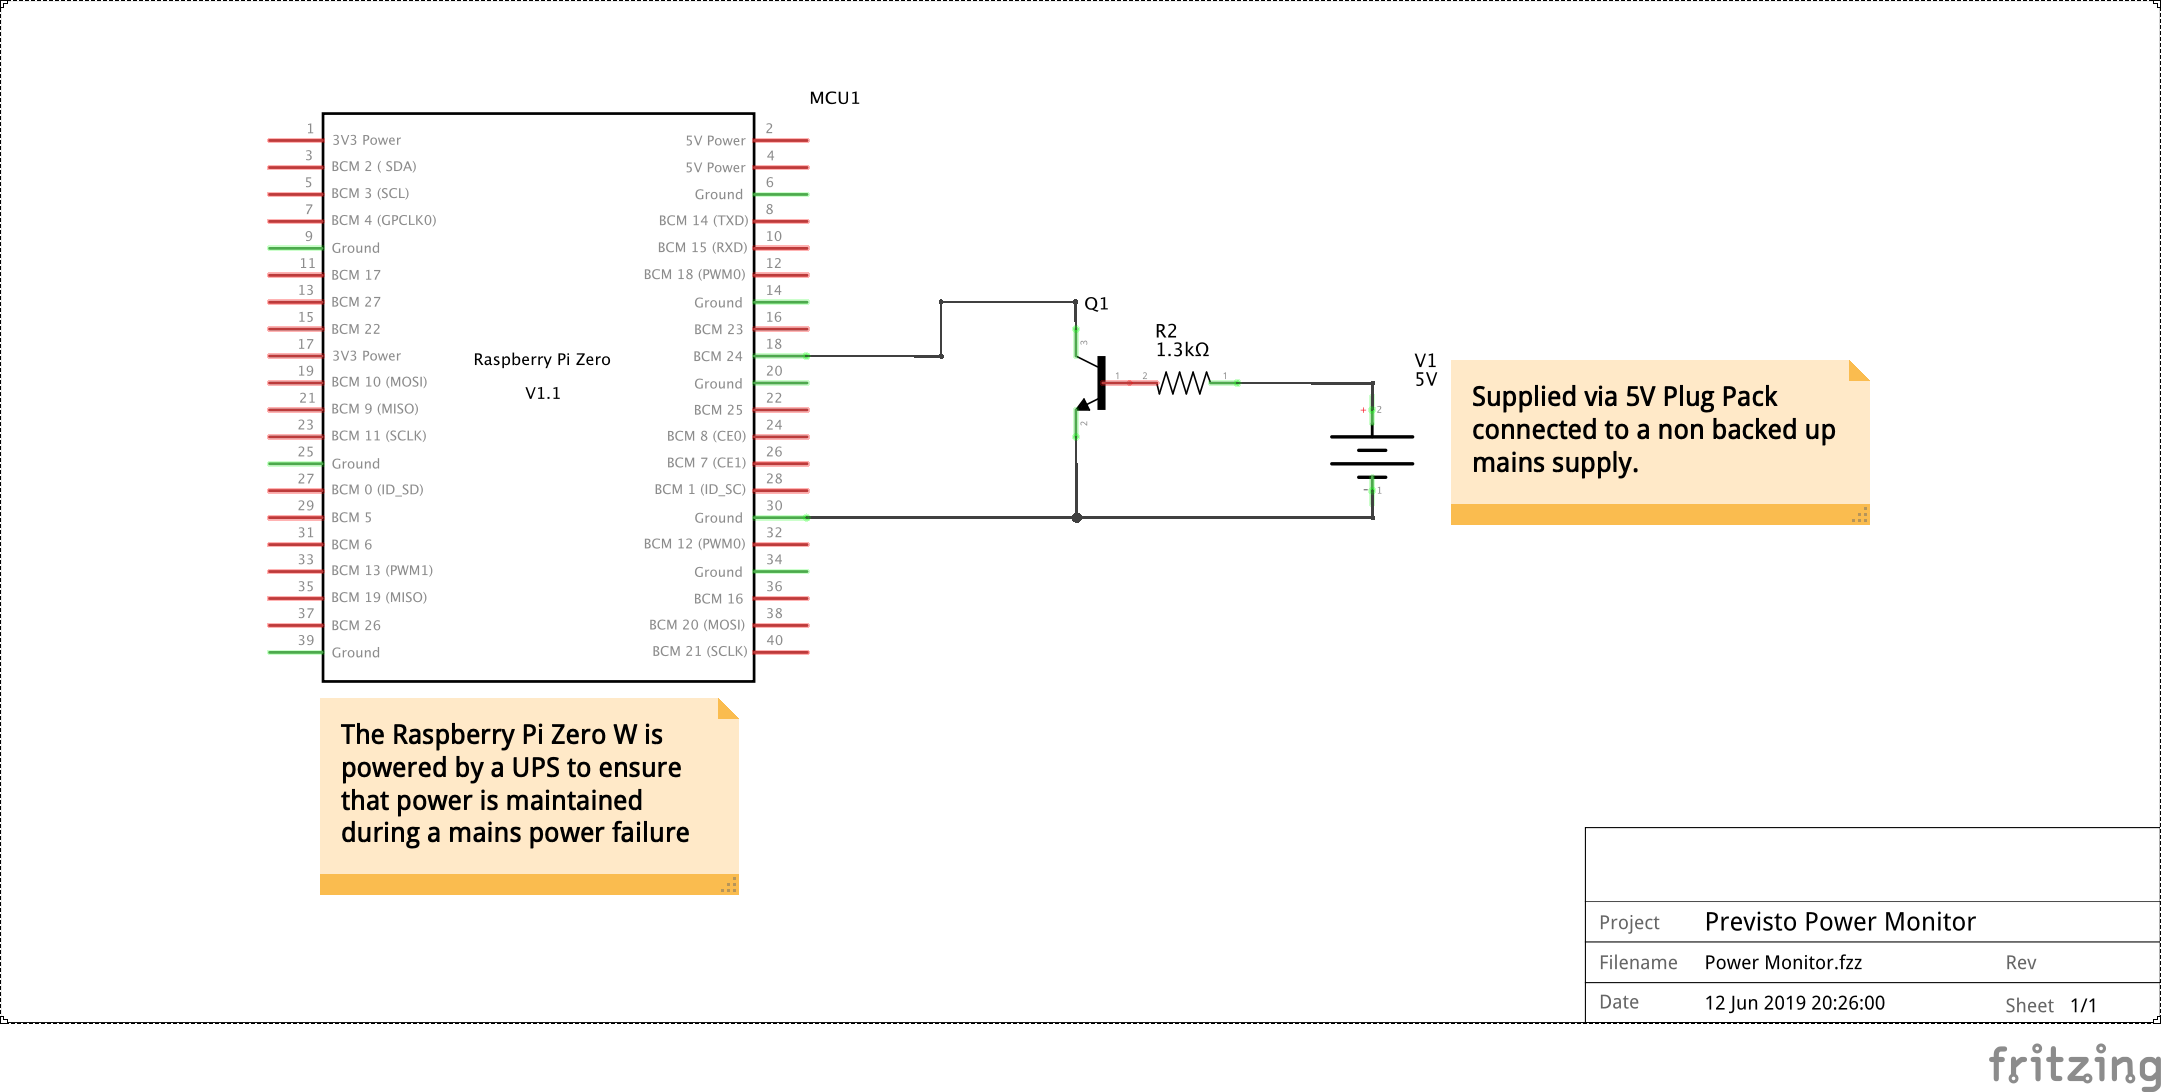 MCU1
1 2
3V3 Power 5V Power
3 4
BCM 2 ( SDA) 5V Power
5 6
BCM 3 (SCL) Ground
7 8
BCM 4 (GPCLK0) BCM 14 (TXD)
9 10
Ground BCM 15 (RXD)
11 12
BCM 17 BCM 18 (PWM0)
13 14
BCM 27 Ground
15 16
BCM 22 BCM 23
17 18
3V3 Power BCM 24
19 20
BCM 10 (MOSI) Ground
21 22
BCM 9 (MISO) BCM 25
23 24
BCM 11 (SCLK) BCM 8 (CE0)
25 26
Ground BCM 7 (CE1)
27 28
BCM 0 (ID_SD) BCM 1 (ID_SC)
29 30
BCM 5 Ground
31 32
BCM 6 BCM 12 (PWM0)
33 34
BCM 13 (PWM1) Ground
35 36
BCM 19 (MISO) BCM 16
37 38
BCM 26 BCM 20 (MOSI)
39 40
Ground BCM 21 (SCLK)
Raspberry Pi Zero
V1.1
Q1
3
1
2
R2
1.3kΩ
2 1
V1
5V
+ 2
- 1
Supplied via 5V Plug Pack
connected to a non backed up
mains supply.
The Raspberry Pi Zero W is
powered by a UPS to ensure
that power is maintained
during a mains power failure
Project Previsto Power Monitor
Filename Power Monitor.fzz Rev
Date 12 Jun 2019 20:26:00 Sheet 1/1
fritzing